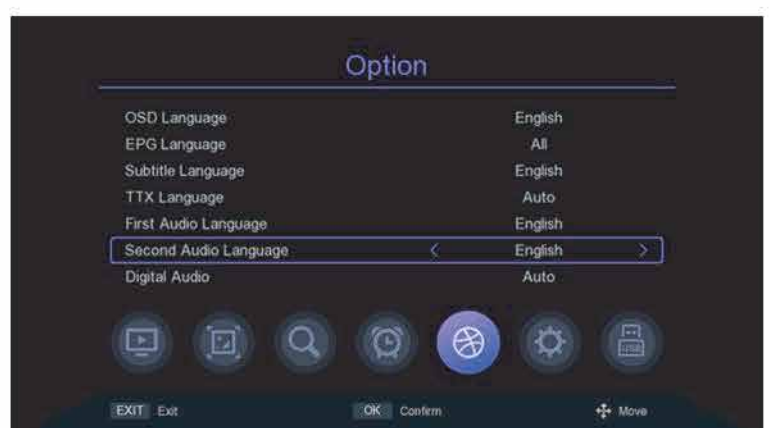 Option
OSD Language English
EPG Language All
Subtitle Language English
TTX Language Auto
First Audio Language English
Second Audio Language < English >
Digital Audio Auto
USB
EXIT Exit OK Confirm Move